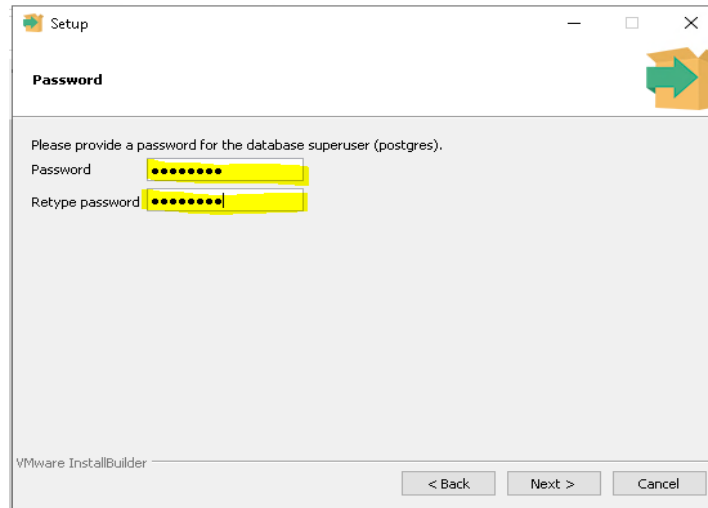 Setup
Password
Please provide a password for the database superuser (postgres).
Password ●●●●●●●●
Retype password ●●●●●●●●
VMware InstallBuilder
< Back Next > Cancel